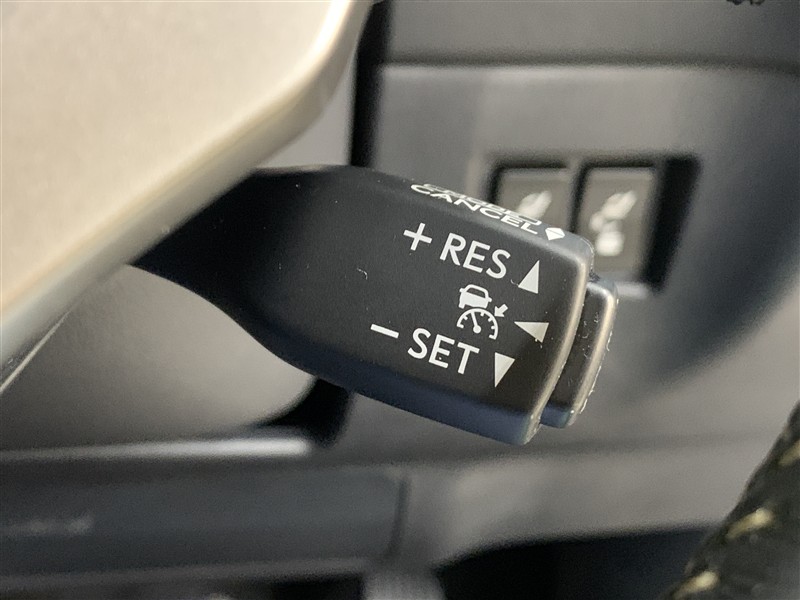 CANCEL
+ RES
- SET